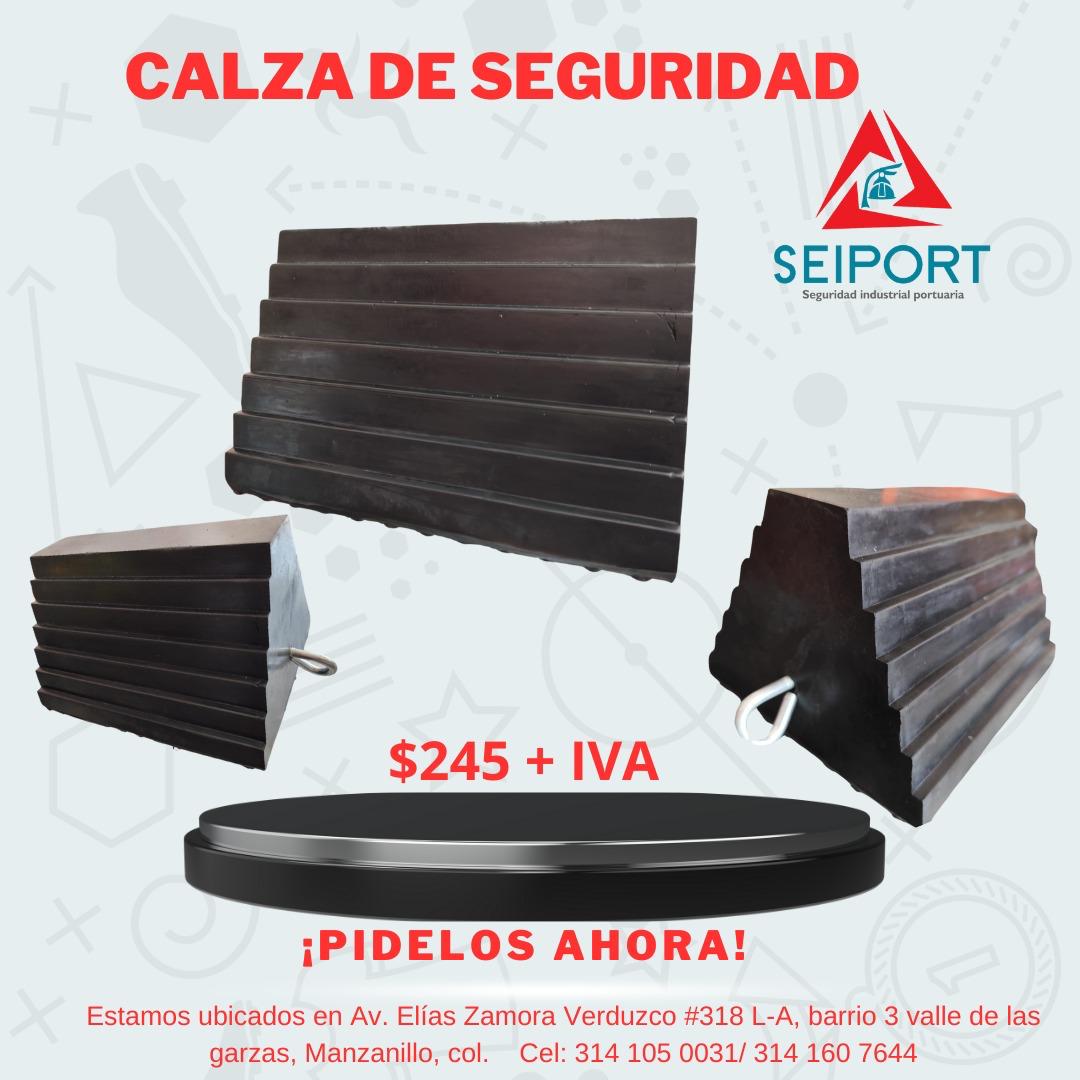 CALZA DE SEGURIDAD
SEIPORT
Seguridad industrial portuaria
$245 + IVA
¡PIDELOS AHORA!
Estamos ubicados en Av. Elías Zamora Verduzco #318 L-A, barrio 3 valle de las
garzas, Manzanillo, col. Cel: 314 105 0031/ 314 160 7644